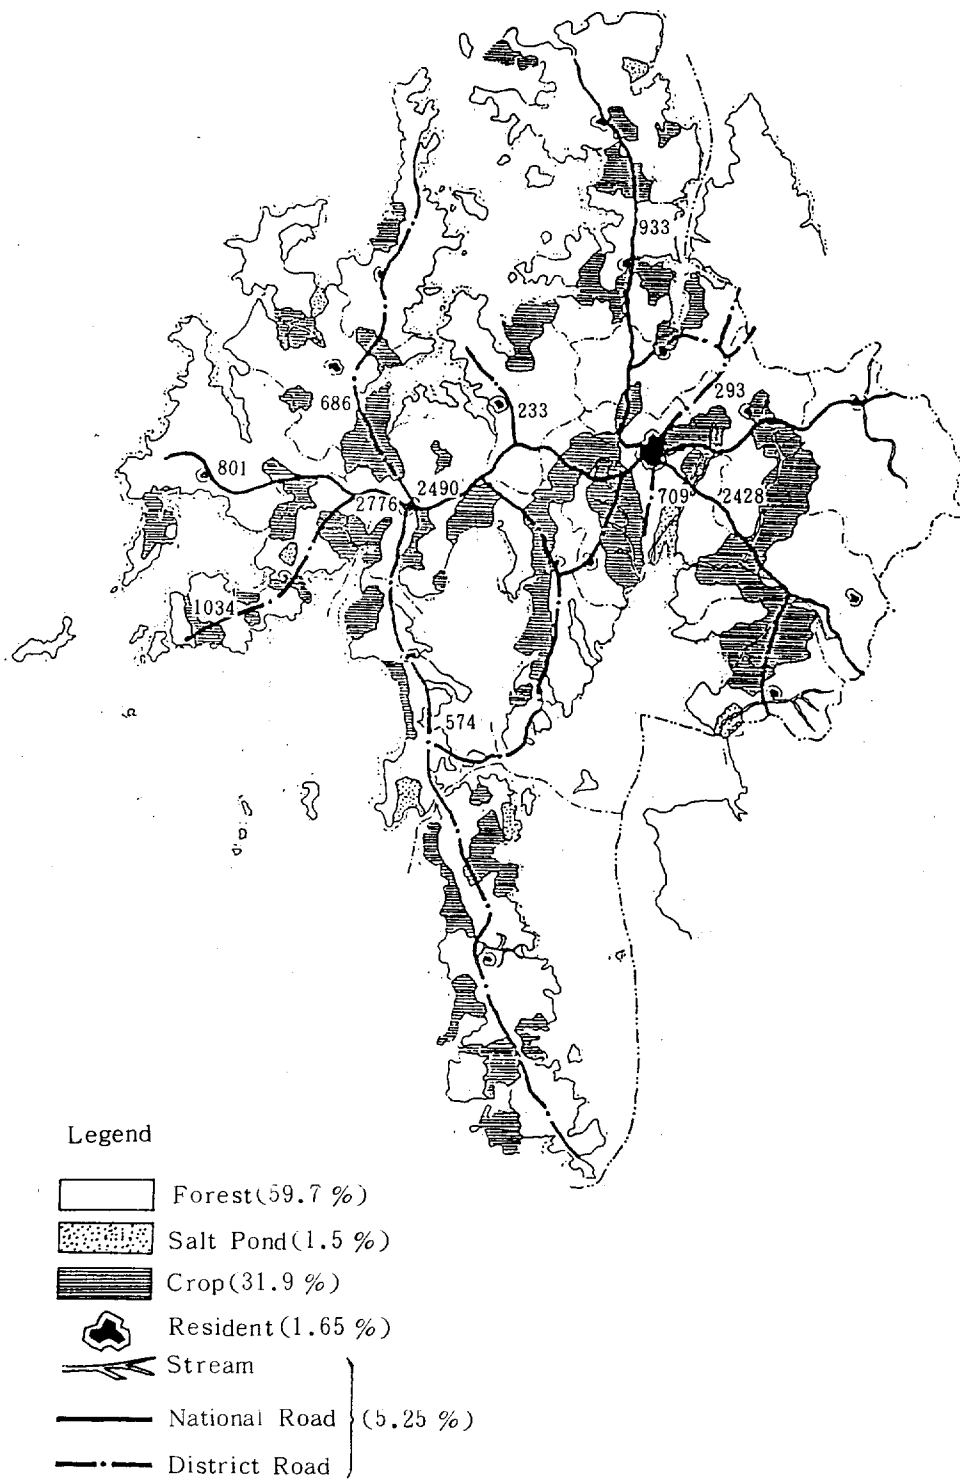 933
293
686
233
801
2490
2776
709
2428
1034
574
Legend
Forest(59.7 %)
Salt Pond(1.5 %)
Crop(31.9 %)
Resident(1.65 %)
Stream
National Road (5.25 %)
District Road